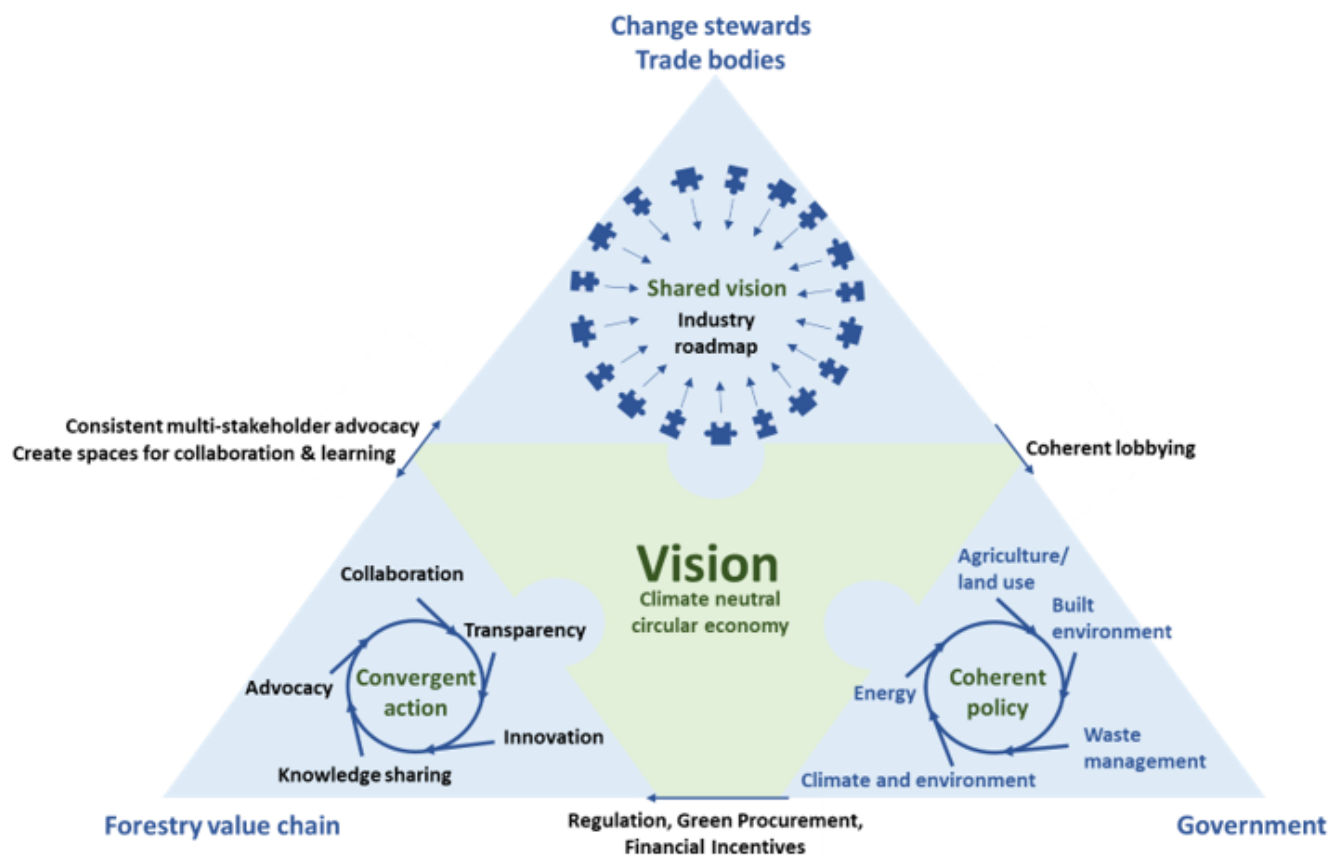 Change stewards
Trade bodies
Shared vision
Industry
roadmap
Consistent multi-stakeholder advocacy
Create spaces for collaboration & learning
Coherent lobbying
Vision
Climate neutral
circular economy
Collaboration
Transparency
Advocacy
Convergent
action
Innovation
Knowledge sharing
Agriculture/
land use
Built
environment
Energy
Coherent
policy
Waste
management
Climate and environment
Forestry value chain
Regulation, Green Procurement,
Financial Incentives
Government